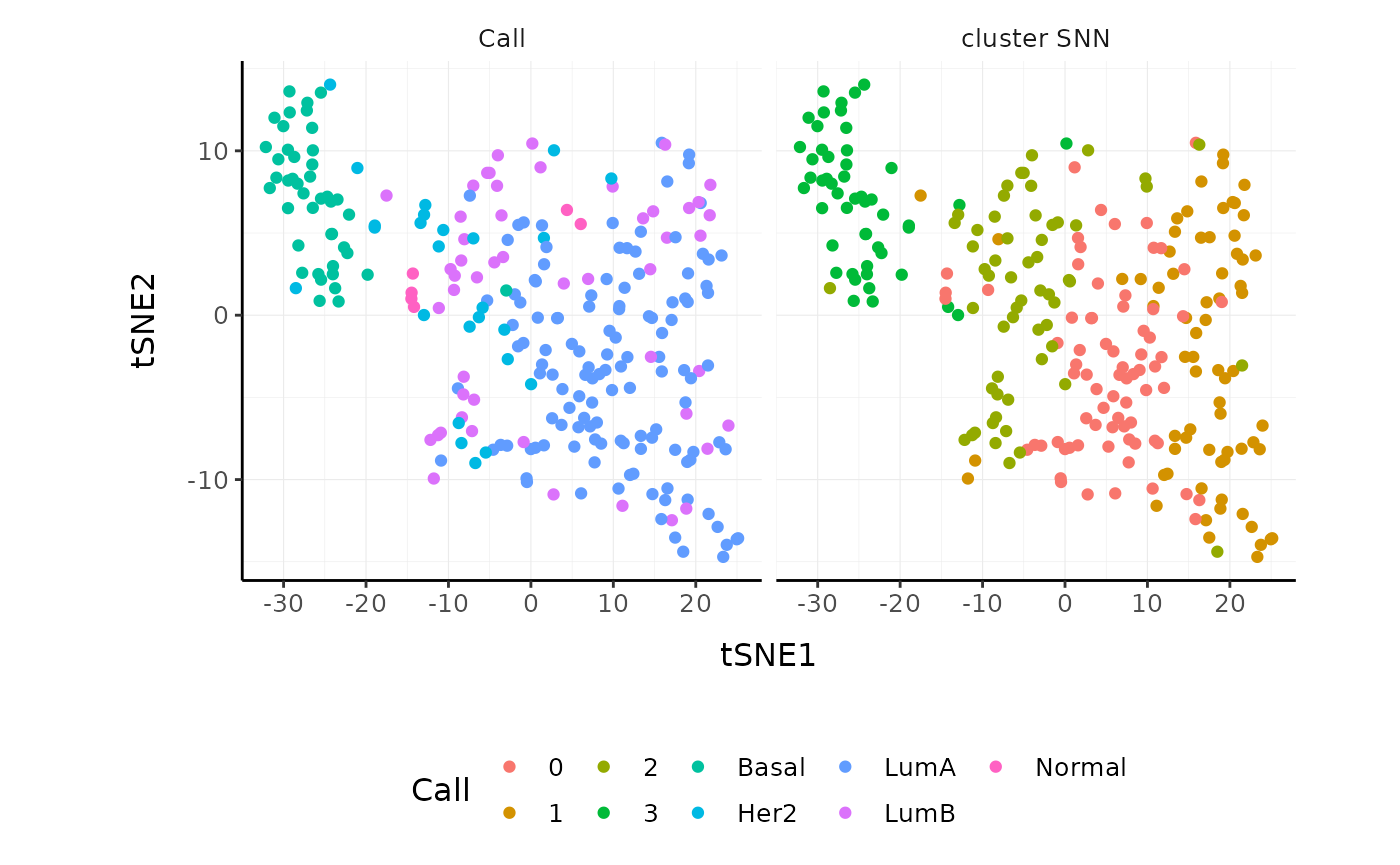 Call cluster SNN
tSNE2
10
0
-10
-30 -20 -10 0 10 20 -30 -20 -10 0 10 20
tSNE1
Call 0 2 Basal LumA Normal
1 3 Her2 LumB